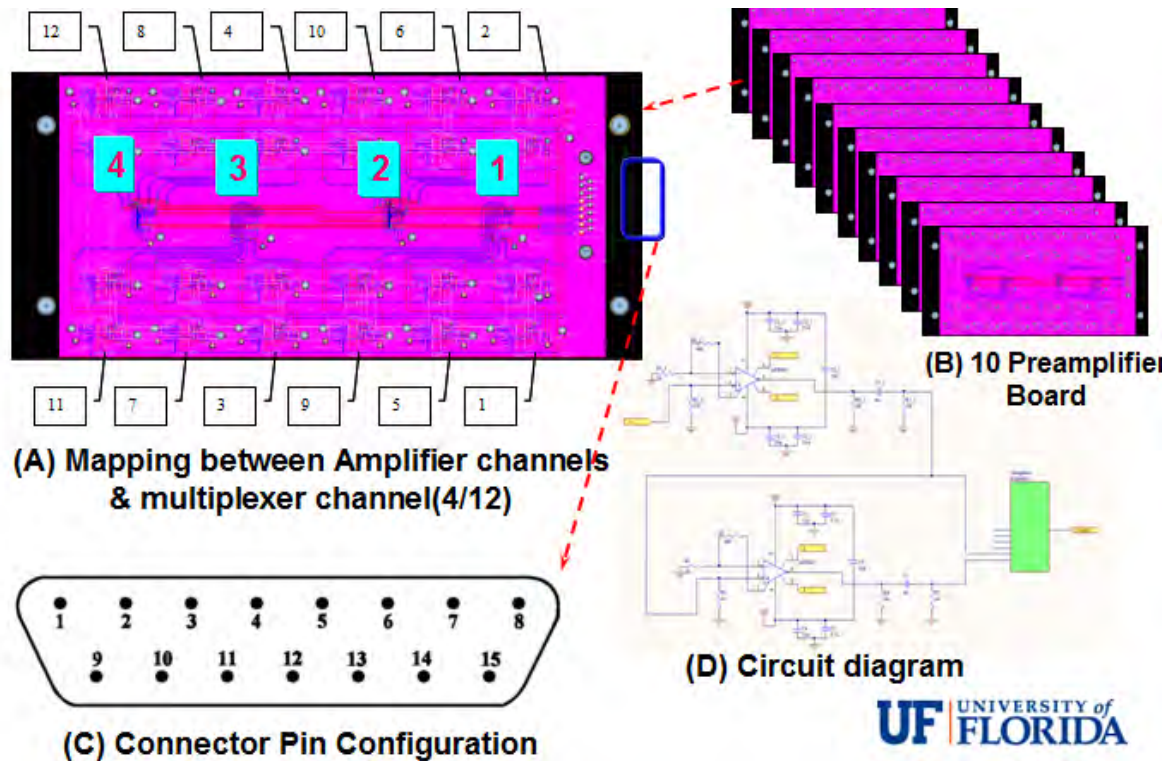 12 8 4 10 6 2
4 3 2 1
11 7 3 9 5 1
(A) Mapping between Amplifier channels
& multiplexer channel(4/12)
(B) 10 Preamplifier
Board
1 2 3 4 5 6 7 8
9 10 11 12 13 14 15
(C) Connector Pin Configuration
(D) Circuit diagram
UF UNIVERSITY of
FLORIDA